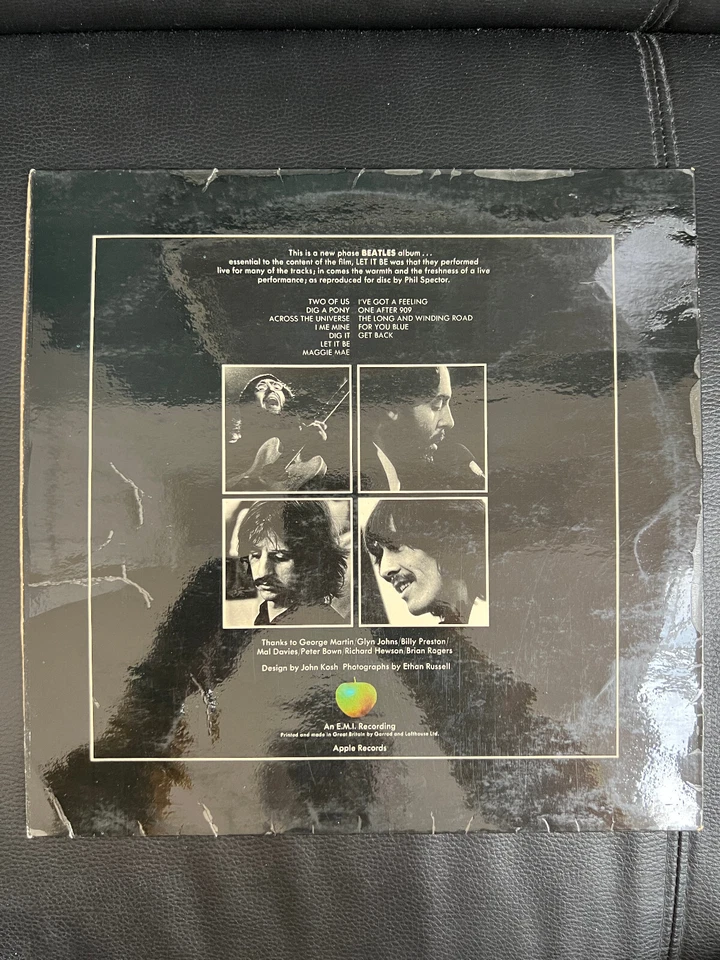 This is a new phase BEATLES album . . .
essential to the content of the film, LET IT BE was that they performed
live for many of the tracks; in comes the warmth and the freshness of a live
performance; as reproduced for disc by Phil Spector.
TWO OF US
DIG A PONY
ACROSS THE UNIVERSE
I ME MINE
DIG IT
LET IT BE
MAGGIE MAE
I'VE GOT A FEELING
ONE AFTER 909
THE LONG AND WINDING ROAD
FOR YOU BLUE
GET BACK
Thanks to George Martin/Glyn Johns/Billy Preston/
Mal Davies/Peter Bown/Richard Hewson/Brian Rogers
Design by John Kosh Photographs by Ethan Russell
An E.M.I. Recording
Printed and made in Great Britain by Garrod and Lofthouse Ltd.
Apple Records